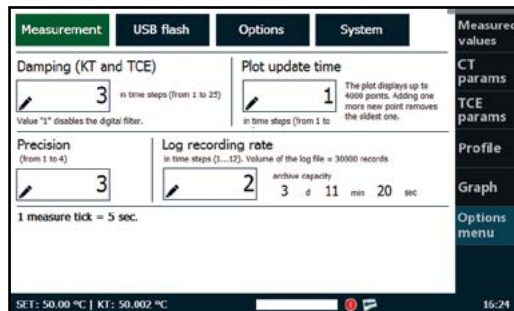 Measurement USB flash Options System
Measured values
CT params
TCE params
Profile
Graph
Options menu
Damping (KT and TCE)
3 in time steps (from 1 to 25)
Value "1" disables the digital filter.
Plot update time
1
in time steps (from 1 to
The plot displays up to
4000 ponts. Adding one
more new point removes
the oldest one.
Precision
(from 1 to 4)
3
Log recording rate
in time steps (1...12). Volume of the log file = 30000 records
2
archive capacity
3 d 11 min 20 sec
1 measure tick = 5 sec.
SET: 50.00 ºC | KT: 50.002 ºC
16:24